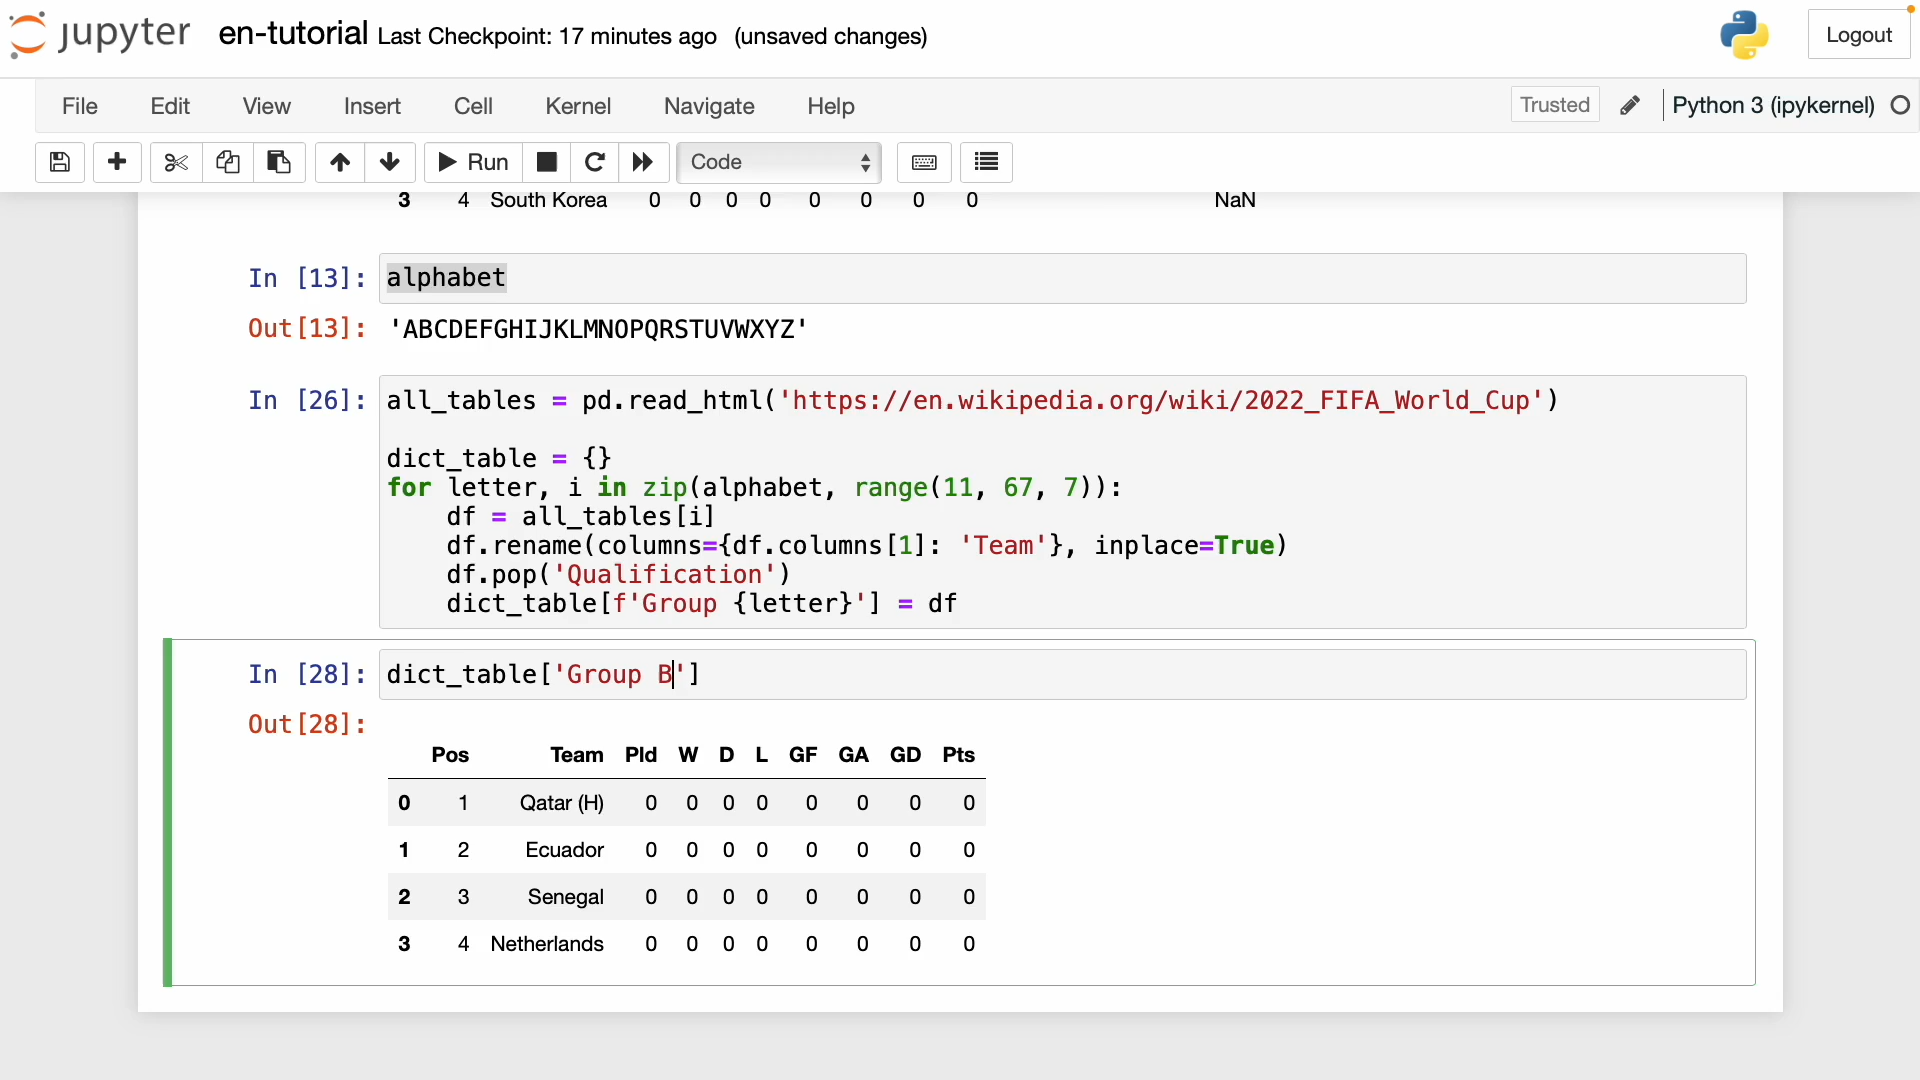 jupyter en-tutorial Last Checkpoint: 17 minutes ago (unsaved changes) Logout
File Edit View Insert Cell Kernel Navigate Help Trusted Python 3 (ipykernel)
Run Code
3 4 South Korea 0 0 0 0 0 0 0 0 NaN
In [13]: alphabet
Out[13]: 'ABCDEFGHIJKLMNOPQRSTUVWXYZ'
In [26]: all_tables = pd.read_html('https://en.wikipedia.org/wiki/2022_FIFA_World_Cup')
dict_table = {}
for letter, i in zip(alphabet, range(11, 67, 7)):
    df = all_tables[i]
    df.rename(columns={df.columns[1]: 'Team'}, inplace=True)
    df.pop('Qualification')
    dict_table[f'Group {letter}'] = df
In [28]: dict_table['Group B']
Out[28]:
Pos Team Pld W D L GF GA GD Pts
0 1 Qatar (H) 0 0 0 0 0 0 0 0
1 2 Ecuador 0 0 0 0 0 0 0 0
2 3 Senegal 0 0 0 0 0 0 0 0
3 4 Netherlands 0 0 0 0 0 0 0 0